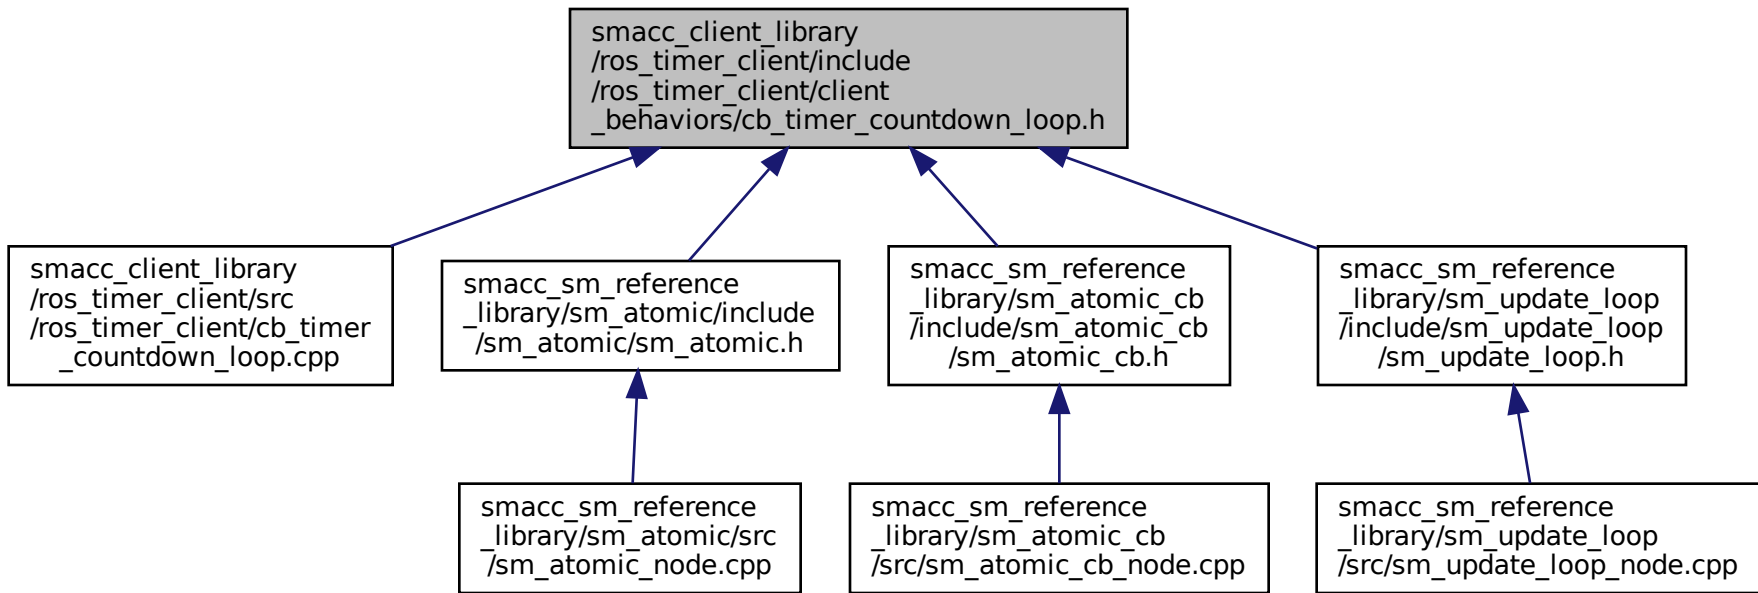 smacc_client_library
/ros_timer_client/include
/ros_timer_client/client
_behaviors/cb_timer_countdown_loop.h
smacc_client_library
/ros_timer_client/src
/ros_timer_client/cb_timer
_countdown_loop.cpp
smacc_sm_reference
_library/sm_atomic/include
/sm_atomic/sm_atomic.h
smacc_sm_reference
_library/sm_atomic_cb
/include/sm_atomic_cb
/sm_atomic_cb.h
smacc_sm_reference
_library/sm_update_loop
/include/sm_update_loop
/sm_update_loop.h
smacc_sm_reference
_library/sm_atomic/src
/sm_atomic_node.cpp
smacc_sm_reference
_library/sm_atomic_cb
/src/sm_atomic_cb_node.cpp
smacc_sm_reference
_library/sm_update_loop
/src/sm_update_loop_node.cpp